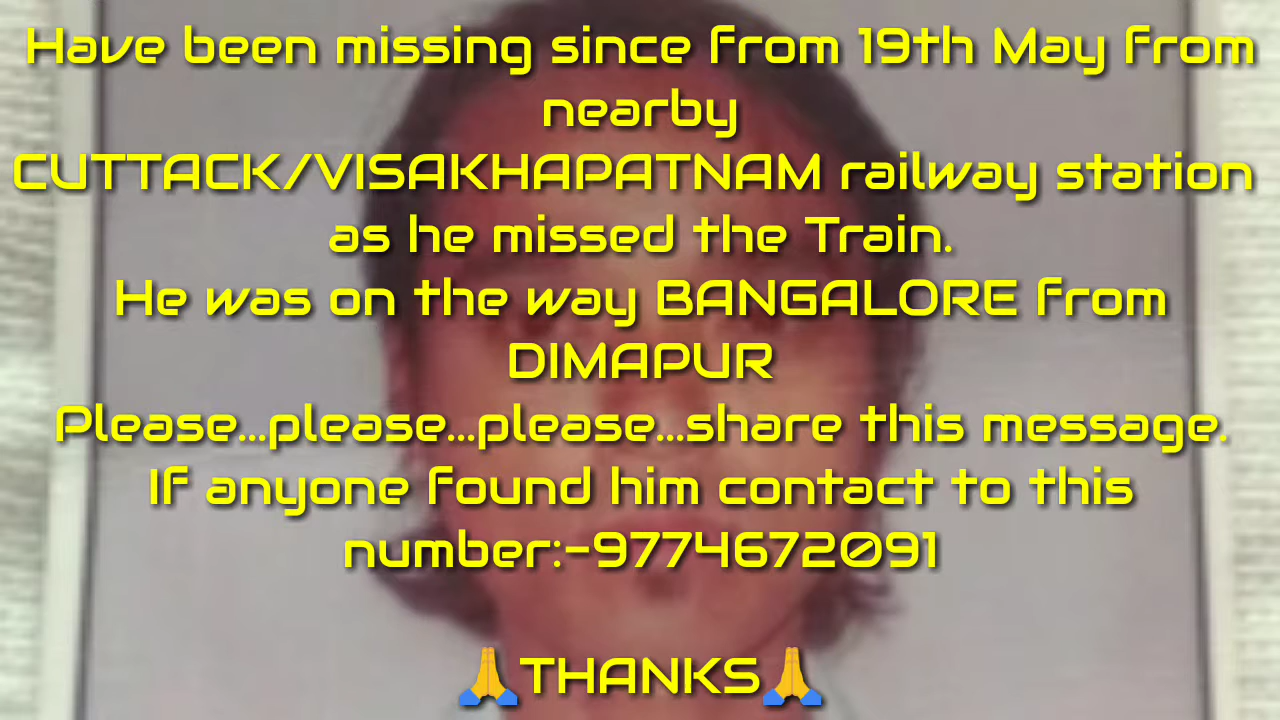 Have been missing since from 19th May from
nearby
CUTTACK/VISAKHAPATNAM railway station
as he missed the Train.
He was on the way BANGALORE from
DIMAPUR
Please...please...please...share this message.
If anyone found him contact to this
number:-9774672091
🙏THANKS🙏